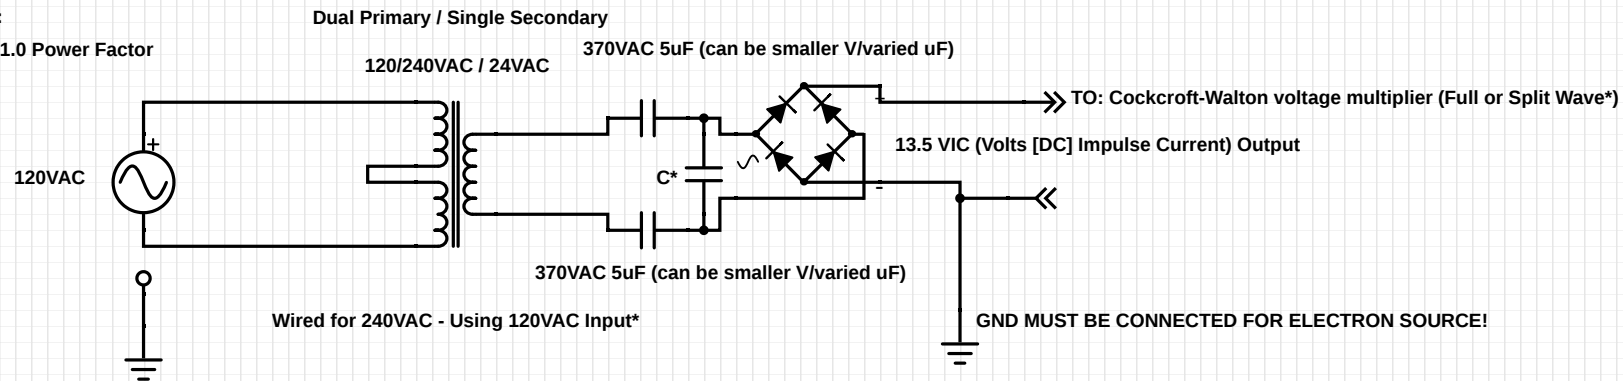 :
Dual Primary / Single Secondary
1.0 Power Factor
370VAC 5uF (can be smaller V/varied uF)
120/240VAC / 24VAC
+
TO: Cockcroft-Walton voltage multiplier (Full or Split Wave*)
+
13.5 VIC (Volts [DC] Impulse Current) Output
120VAC
C*
-
370VAC 5uF (can be smaller V/varied uF)
Wired for 240VAC - Using 120VAC Input*
GND MUST BE CONNECTED FOR ELECTRON SOURCE!